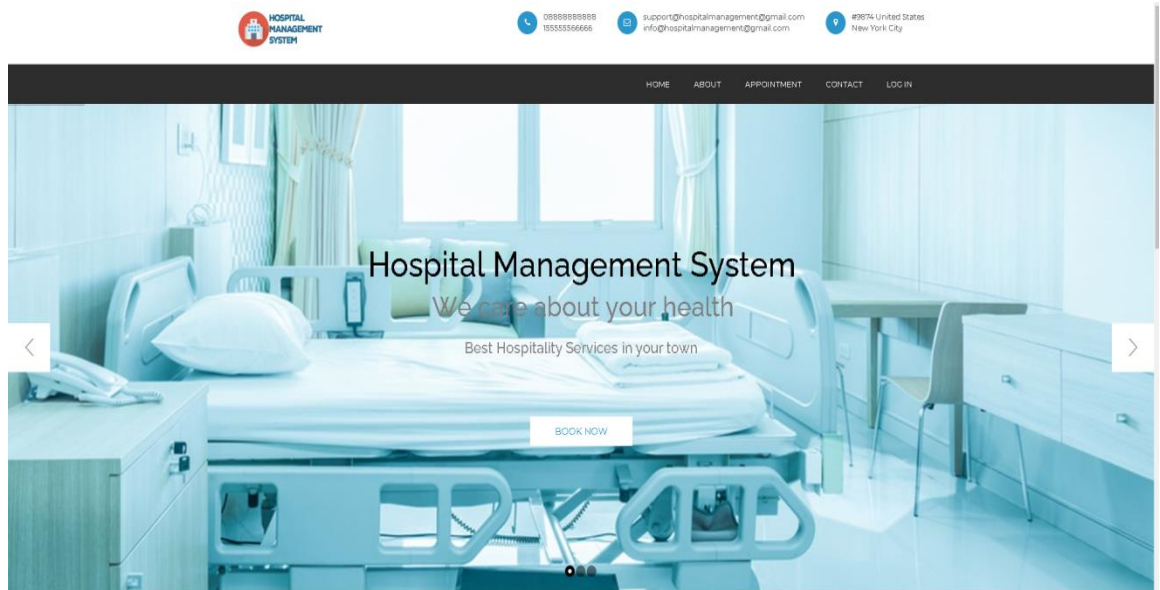 HOSPITAL
MANAGEMENT
SYSTEM
08888888888
155555566666
support@hospitalmanagement@gmail.com
info@hospitalmanagement@gmail.com
#9874 United States
New York City
HOME ABOUT APPOINTMENT CONTACT LOG IN
Hospital Management System
We care about your health
Best Hospitality Services in your town
BOOK NOW